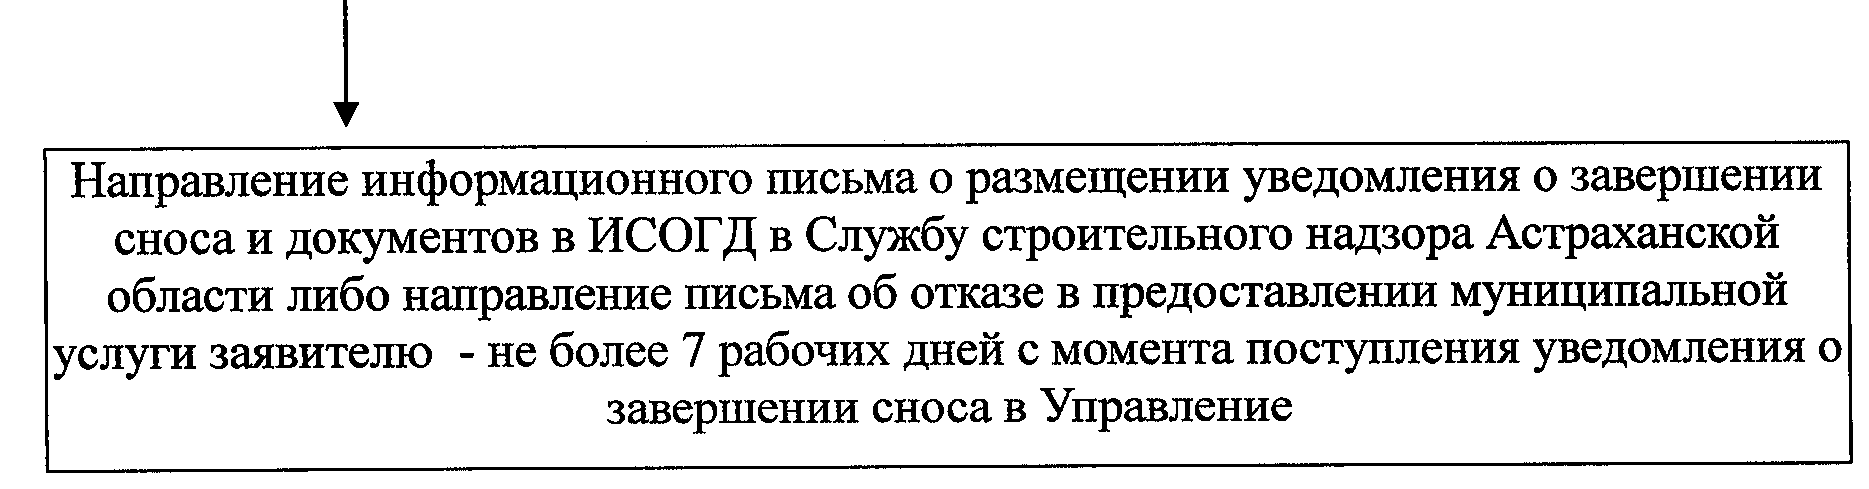 Направление информационного письма о размещении уведомления о завершении
сноса и документов в ИСОГД в Службу строительного надзора Астраханской
области либо направление письма об отказе в предоставлении муниципальной
услуги заявителю - не более 7 рабочих дней с момента поступления уведомления о
завершении сноса в Управление